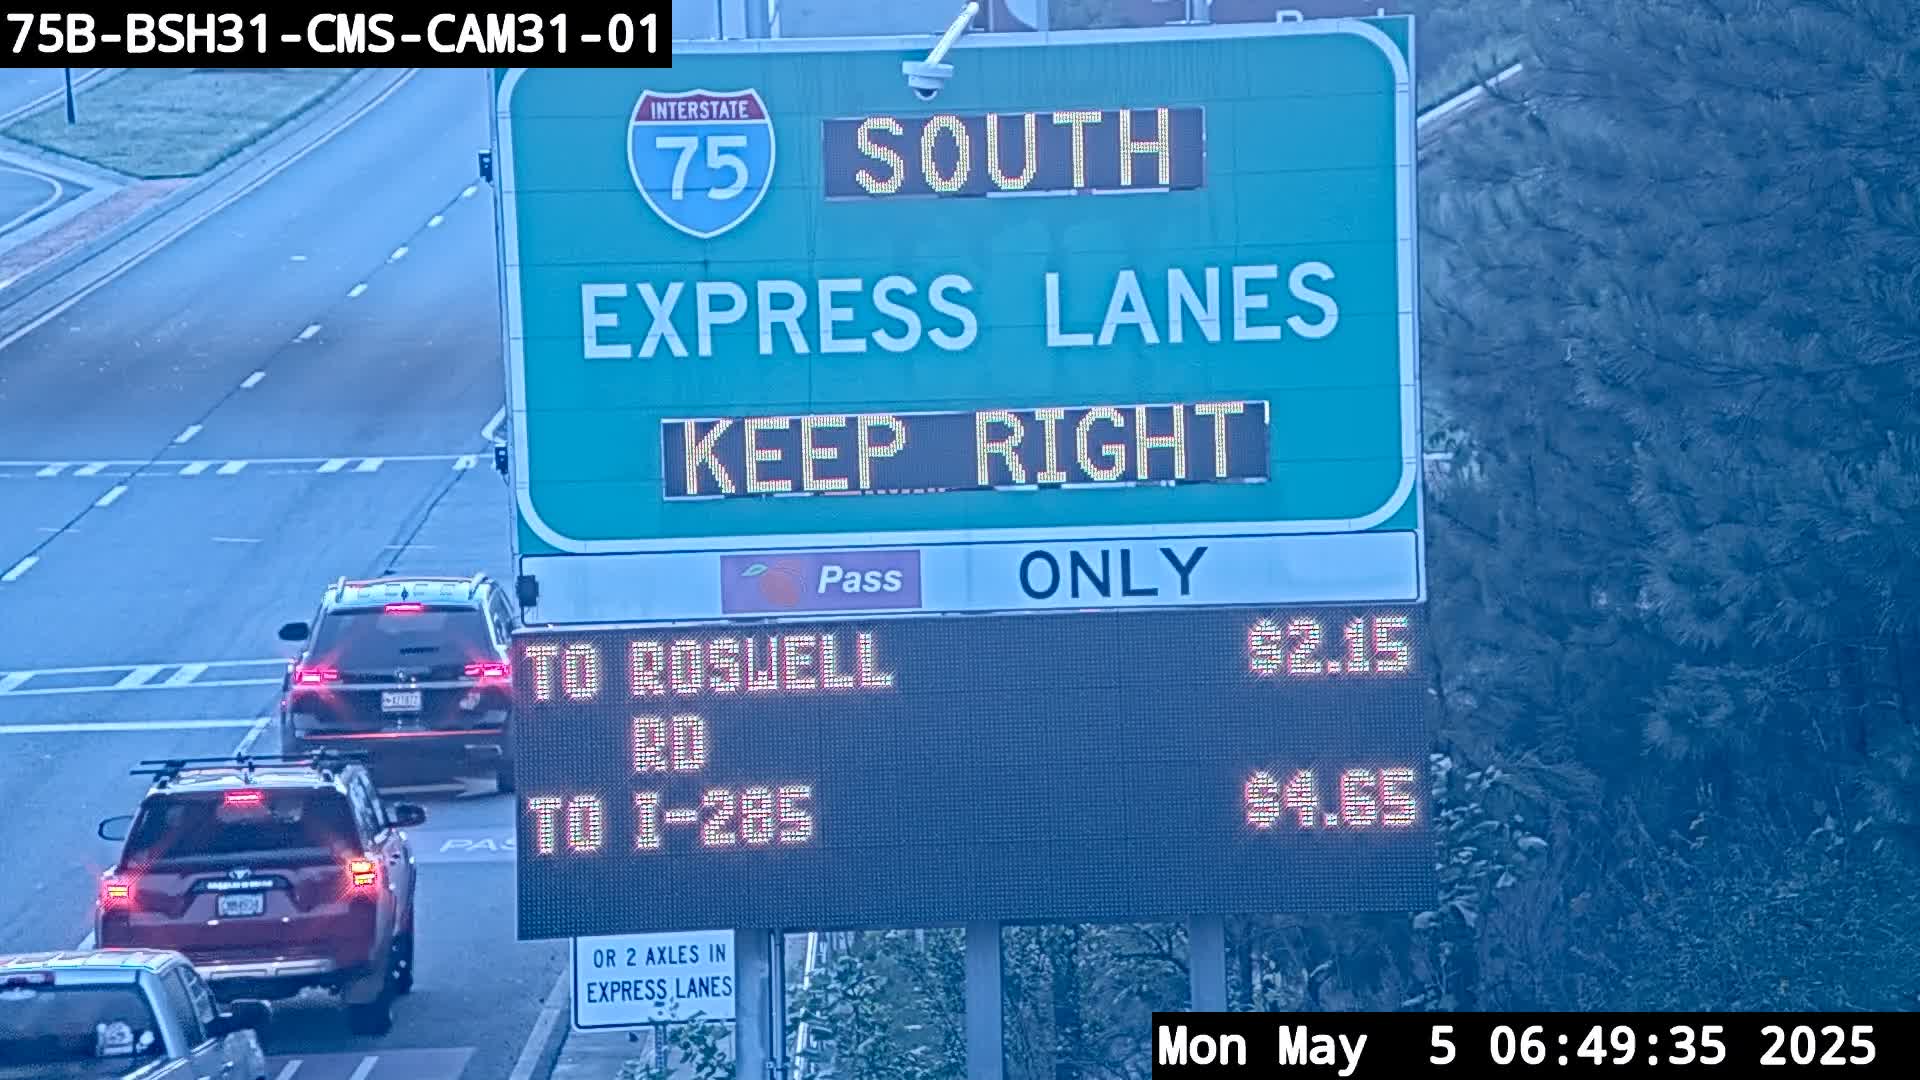 75B-BSH31-CMS-CAM31-01
INTERSTATE
75
SOUTH
EXPRESS LANES
KEEP RIGHT
Pass ONLY
TO ROSWELL $2.15
RD
TO I-285 $4.65
OR 2 AXLES IN
EXPRESS LANES
Mon May 5 06:49:35 2025